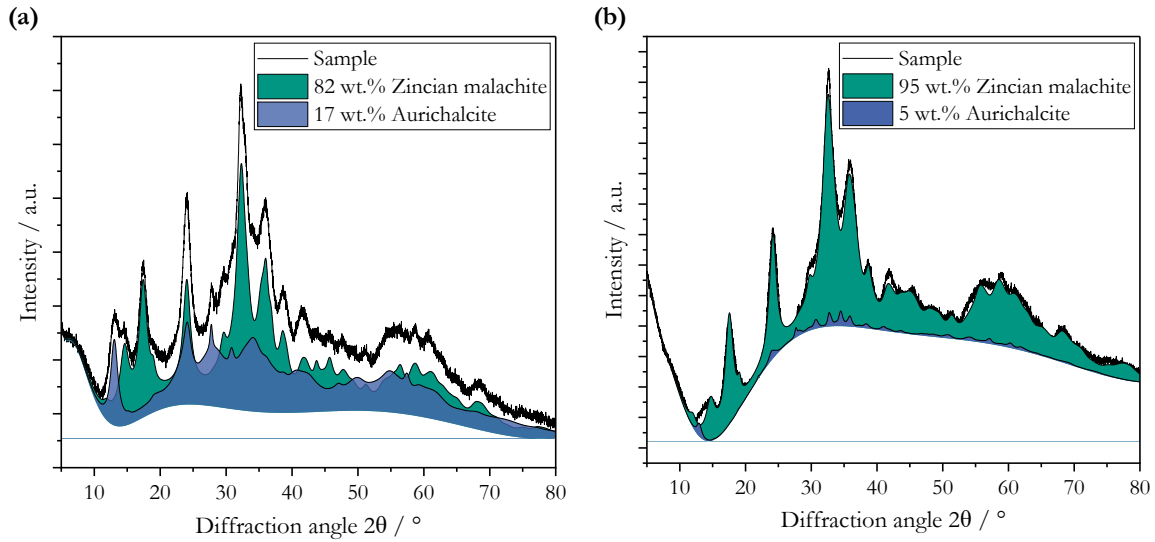 (a)
Sample
82 wt.% Zincian malachite
17 wt.% Aurichalcite
Intensity / a.u.
10 20 30 40 50 60 70 80
Diffraction angle 2θ / °
(b)
Sample
95 wt.% Zincian malachite
5 wt.% Aurichalcite
Intensity / a.u.
10 20 30 40 50 60 70 80
Diffraction angle 2θ / °